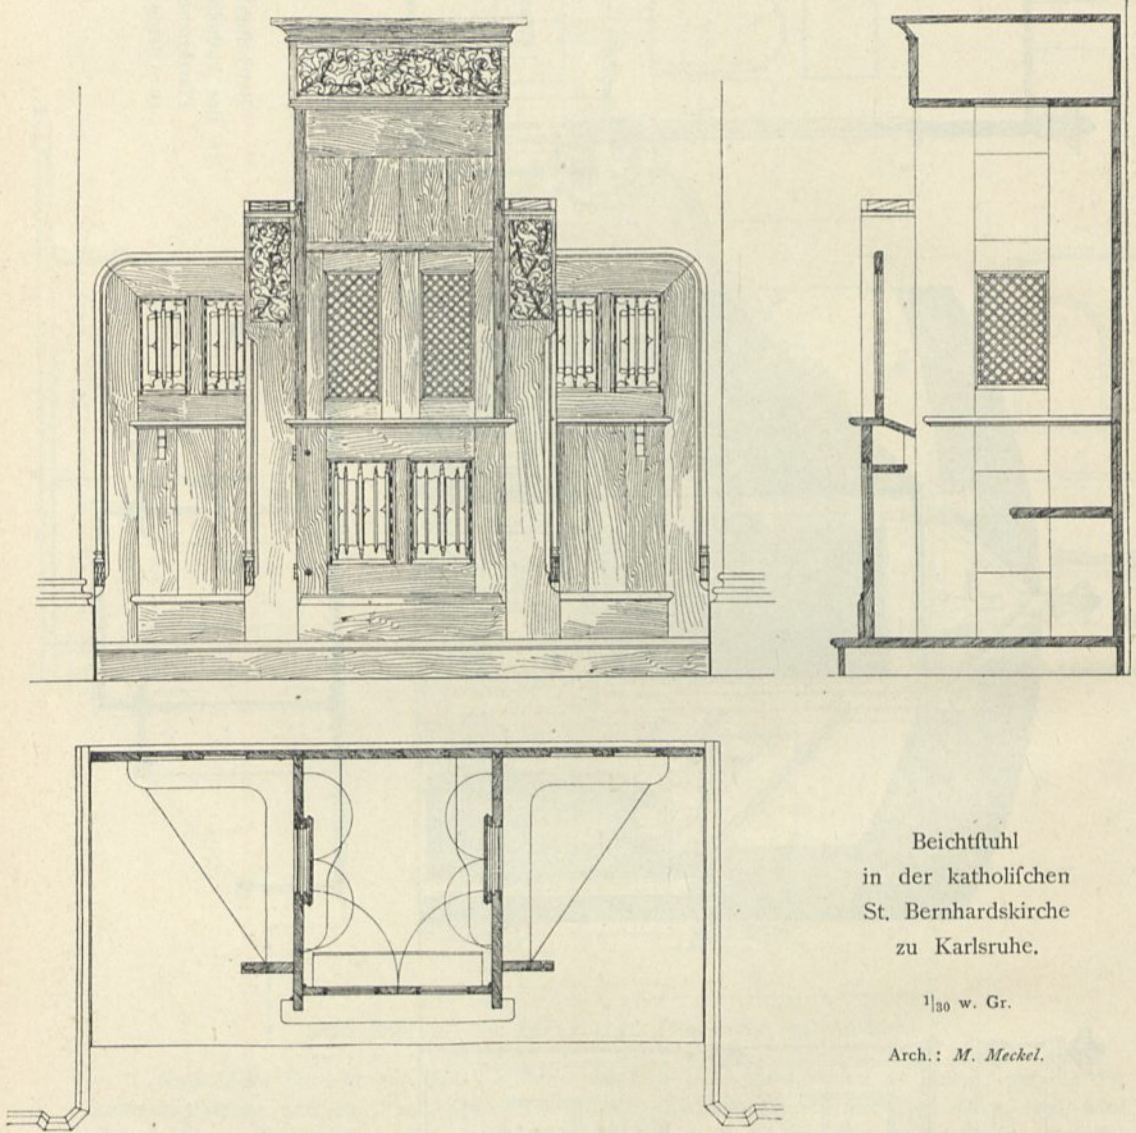 Beichtſtuhl
in der katholiſchen
St. Bernhardskirche
zu Karlsruhe.
1|30 w. Gr.
Arch.: M. Meckel.